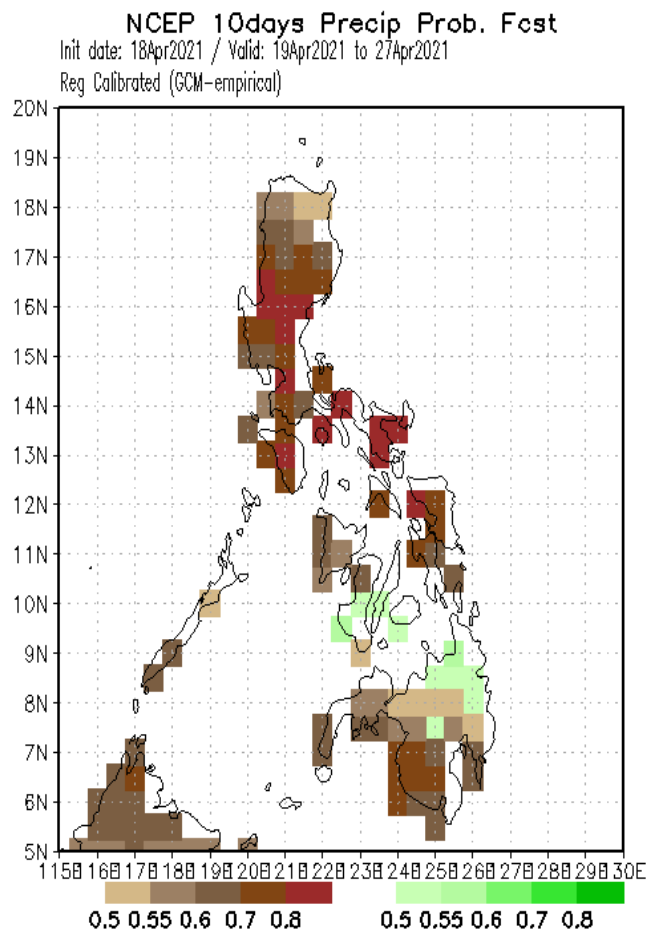 NCEP 10days Precip Prob. Fcst
Init date: 18Apr2021 / Valid: 19Apr2021 to 27Apr2021
Reg Calibrated (GCM-empirical)
20N
19N
18N
17N
16N
15N
14N
13N
12N
11N
10N
9N
8N
7N
6N
5N
115E 116E 117E 118E 119E 120E 121E 122E 123E 124E 125E 126E 127E 128E 129E 130E
0.5 0.55 0.6 0.7 0.8 0.5 0.55 0.6 0.7 0.8